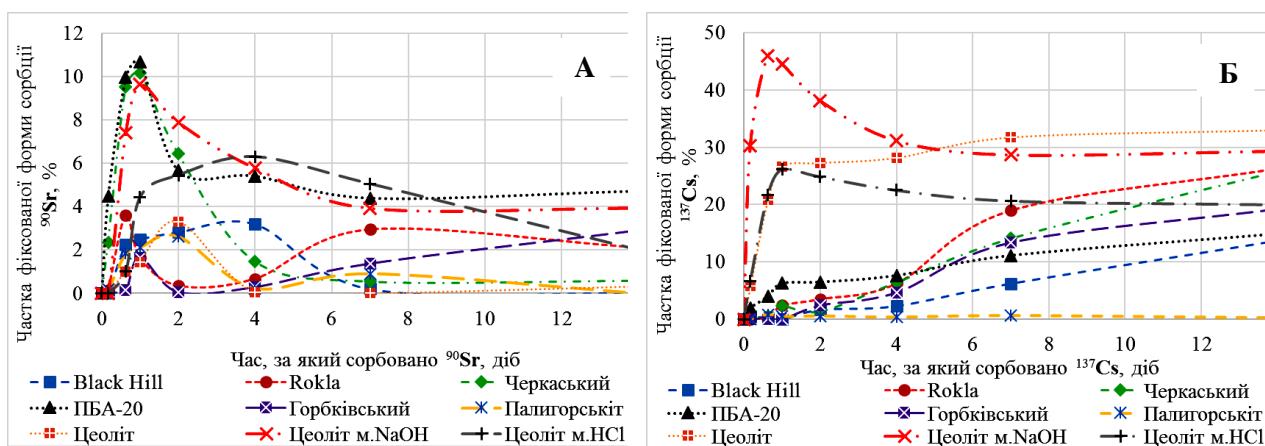 Частка фіксованої форми сорбції
⁹⁰Sr, %
12
10
8
6
4
2
0
0 2 4 6 8 10 12
А
Час, за який сорбовано ⁹⁰Sr, діб
Black Hill Rokla Черкаський
ПБА-20 Горбківський Палигорськіт
Цеоліт Цеоліт м.NaOH Цеоліт м.HCl
Частка фіксованої форми сорбції
¹³⁷Cs, %
50
40
30
20
10
0
0 2 4 6 8 10 12
Б
Час, за який сорбовано ¹³⁷Cs, діб
Black Hill Rokla Черкаський
ПБА-20 Горбківський Палигорськіт
Цеоліт Цеоліт м.NaOH Цеоліт м.HCl